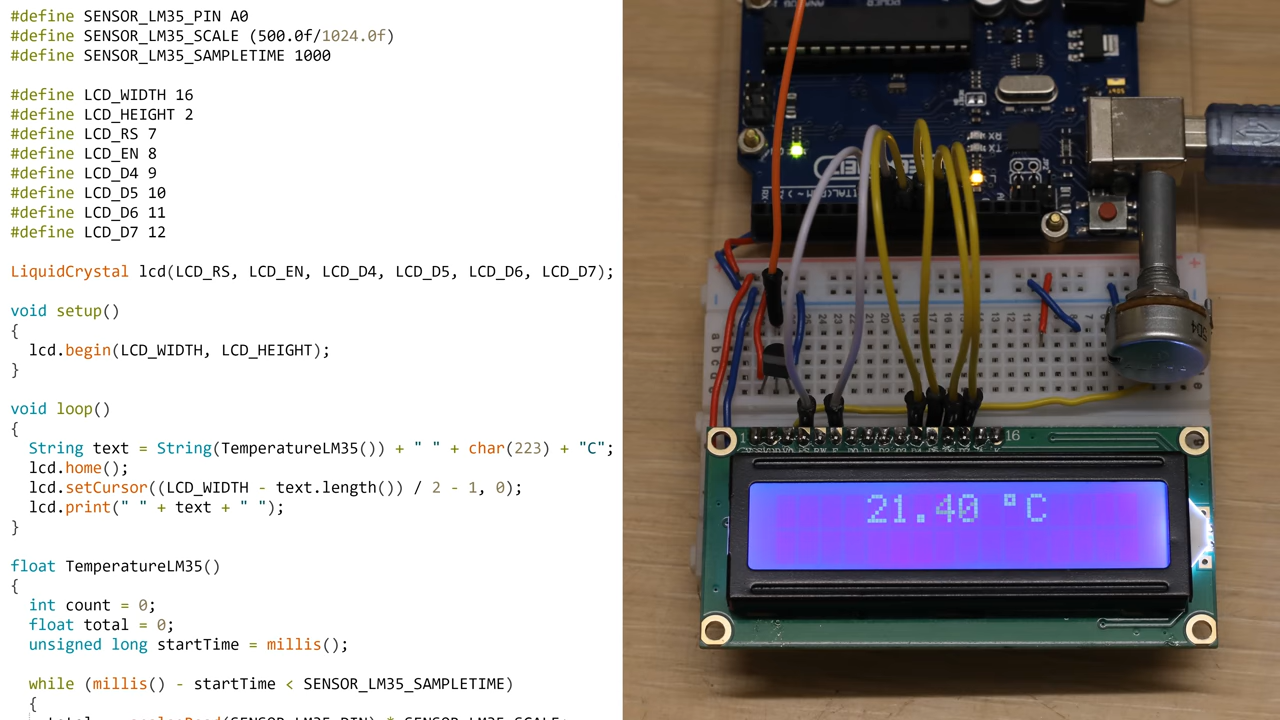 #define SENSOR_LM35_PIN A0
#define SENSOR_LM35_SCALE (500.0f/1024.0f)
#define SENSOR_LM35_SAMPLETIME 1000
#define LCD_WIDTH 16
#define LCD_HEIGHT 2
#define LCD_RS 7
#define LCD_EN 8
#define LCD_D4 9
#define LCD_D5 10
#define LCD_D6 11
#define LCD_D7 12
LiquidCrystal lcd(LCD_RS, LCD_EN, LCD_D4, LCD_D5, LCD_D6, LCD_D7);
void setup()
{
lcd.begin(LCD_WIDTH, LCD_HEIGHT);
}
void loop()
{
String text = String(TemperatureLM35()) + " " + char(223) + "C";
lcd.home();
lcd.setCursor((LCD_WIDTH - text.length()) / 2 - 1, 0);
lcd.print(" " + text + " ");
}
float TemperatureLM35()
{
int count = 0;
float total = 0;
unsigned long startTime = millis();
while (millis() - startTime < SENSOR_LM35_SAMPLETIME)
{
RX
TX
1
16
21.40 °C